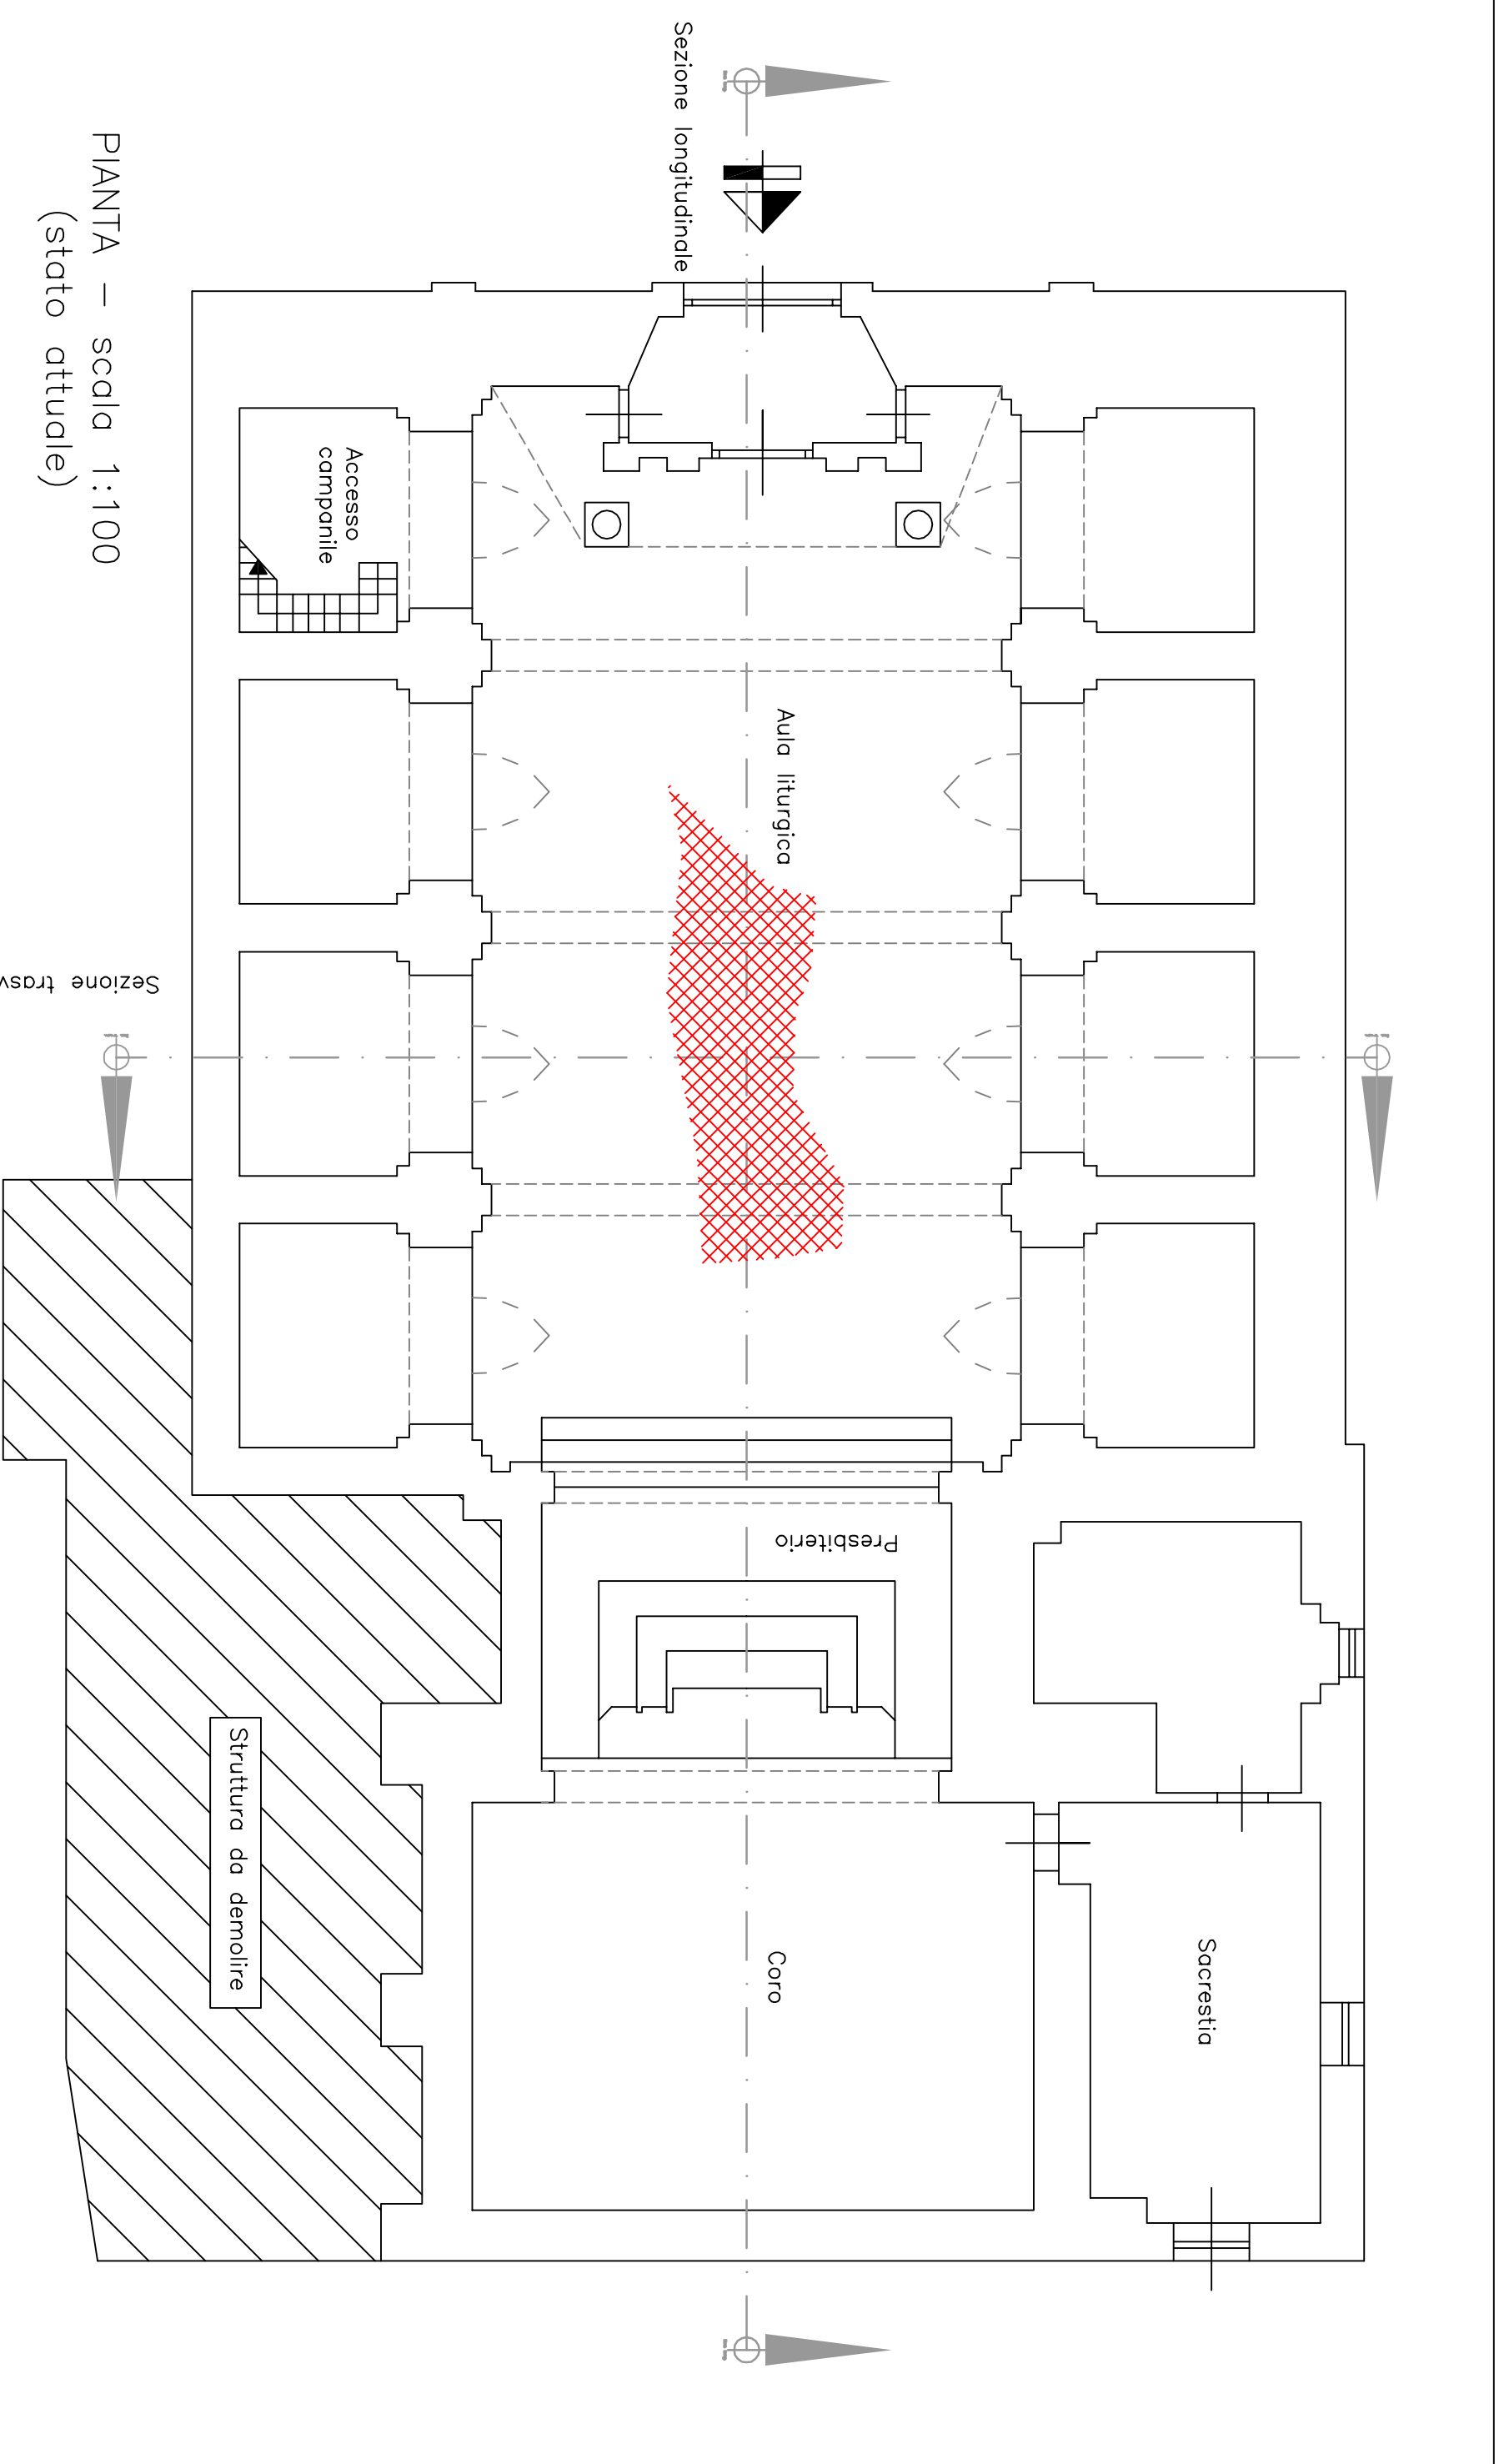 PIANTA - scala 1:100
(stato attuale)
Sezione longitudinale
Accesso
campanile
Aula liturgica
Sezione
Presbiterio
Struttura da demolire
Coro
Sacrestia